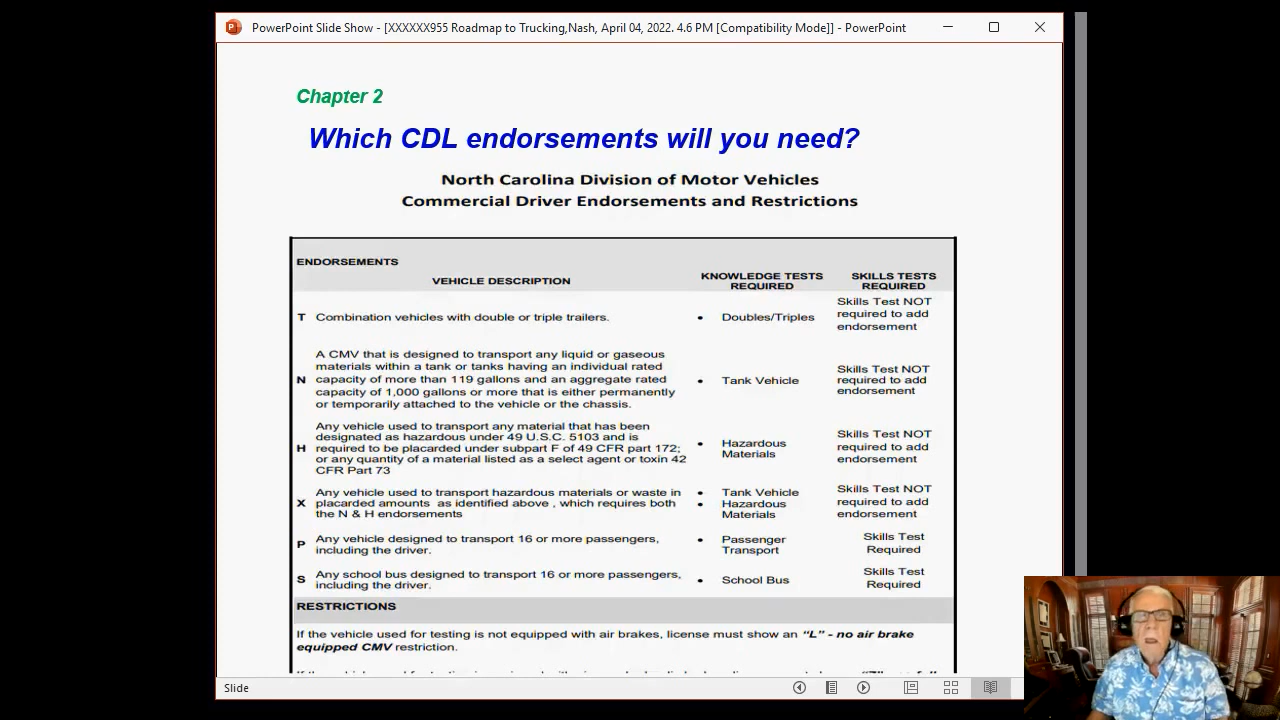 PowerPoint Slide Show - [XXXXXX955 Roadmap to Trucking,Nash, April 04, 2022. 4.6 PM [Compatibility Mode]] - PowerPoint
Chapter 2
Which CDL endorsements will you need?
North Carolina Division of Motor Vehicles
Commercial Driver Endorsements and Restrictions
ENDORSEMENTS
VEHICLE DESCRIPTION
KNOWLEDGE TESTS
REQUIRED
SKILLS TESTS
REQUIRED
T Combination vehicles with double or triple trailers.
• Doubles/Triples
Skills Test NOT
required to add
endorsement
N
A CMV that is designed to transport any liquid or gaseous
materials within a tank or tanks having an individual rated
capacity of more than 119 gallons and an aggregate rated
capacity of 1,000 gallons or more that is either permanently
or temporarily attached to the vehicle or the chassis.
• Tank Vehicle
Skills Test NOT
required to add
endorsement
H
Any vehicle used to transport any material that has been
designated as hazardous under 49 U.S.C. 5103 and is
required to be placarded under subpart F of 49 CFR part 172;
or any quantity of a material listed as a select agent or toxin 42
CFR Part 73
• Hazardous
Materials
Skills Test NOT
required to add
endorsement
X
Any vehicle used to transport hazardous materials or waste in
placarded amounts as identified above , which requires both
the N & H endorsements
• Tank Vehicle
• Hazardous
Materials
Skills Test NOT
required to add
endorsement
P
Any vehicle designed to transport 16 or more passengers,
including the driver.
• Passenger
Transport
Skills Test
Required
S
Any school bus designed to transport 16 or more passengers,
including the driver.
• School Bus
Skills Test
Required
RESTRICTIONS
If the vehicle used for testing is not equipped with air brakes, license must show an “L” - no air brake
equipped CMV restriction.
Slide